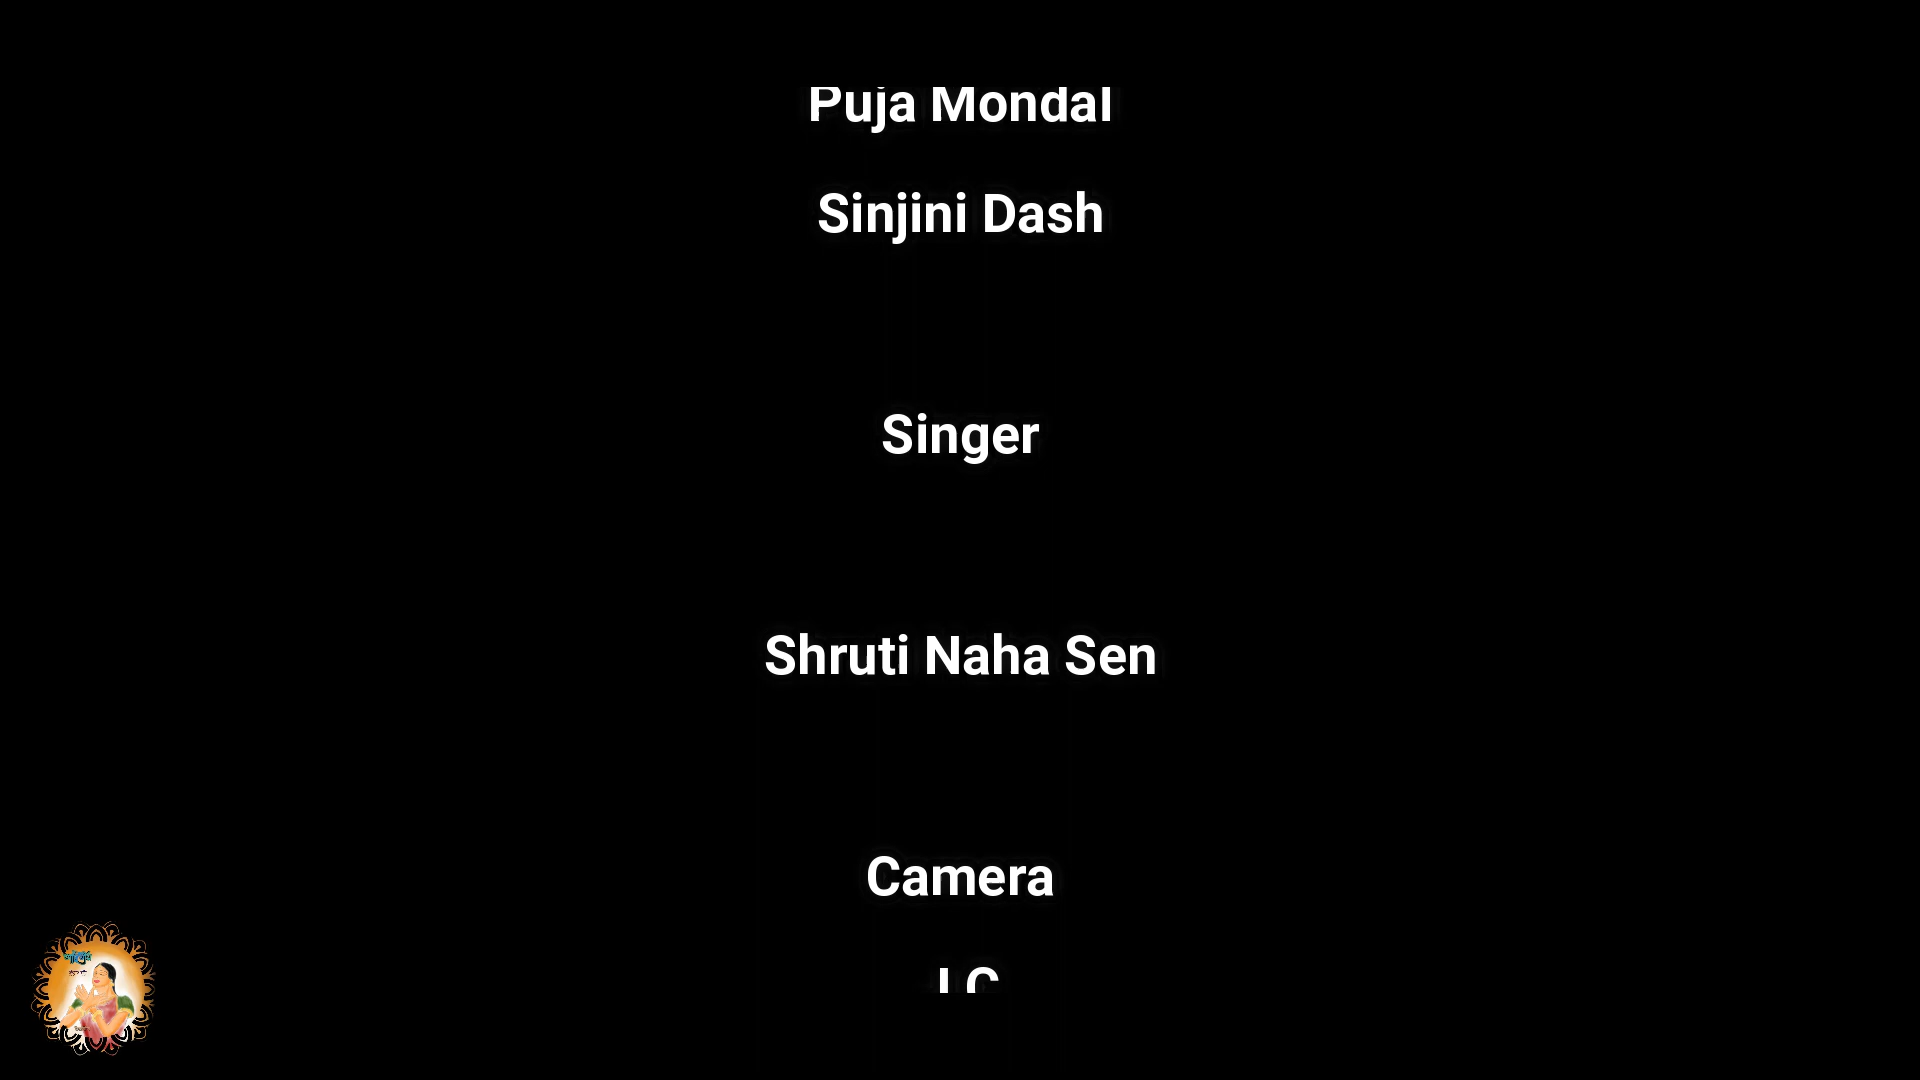 Puja Mondal
Sinjini Dash
Singer
Shruti Naha Sen
Camera